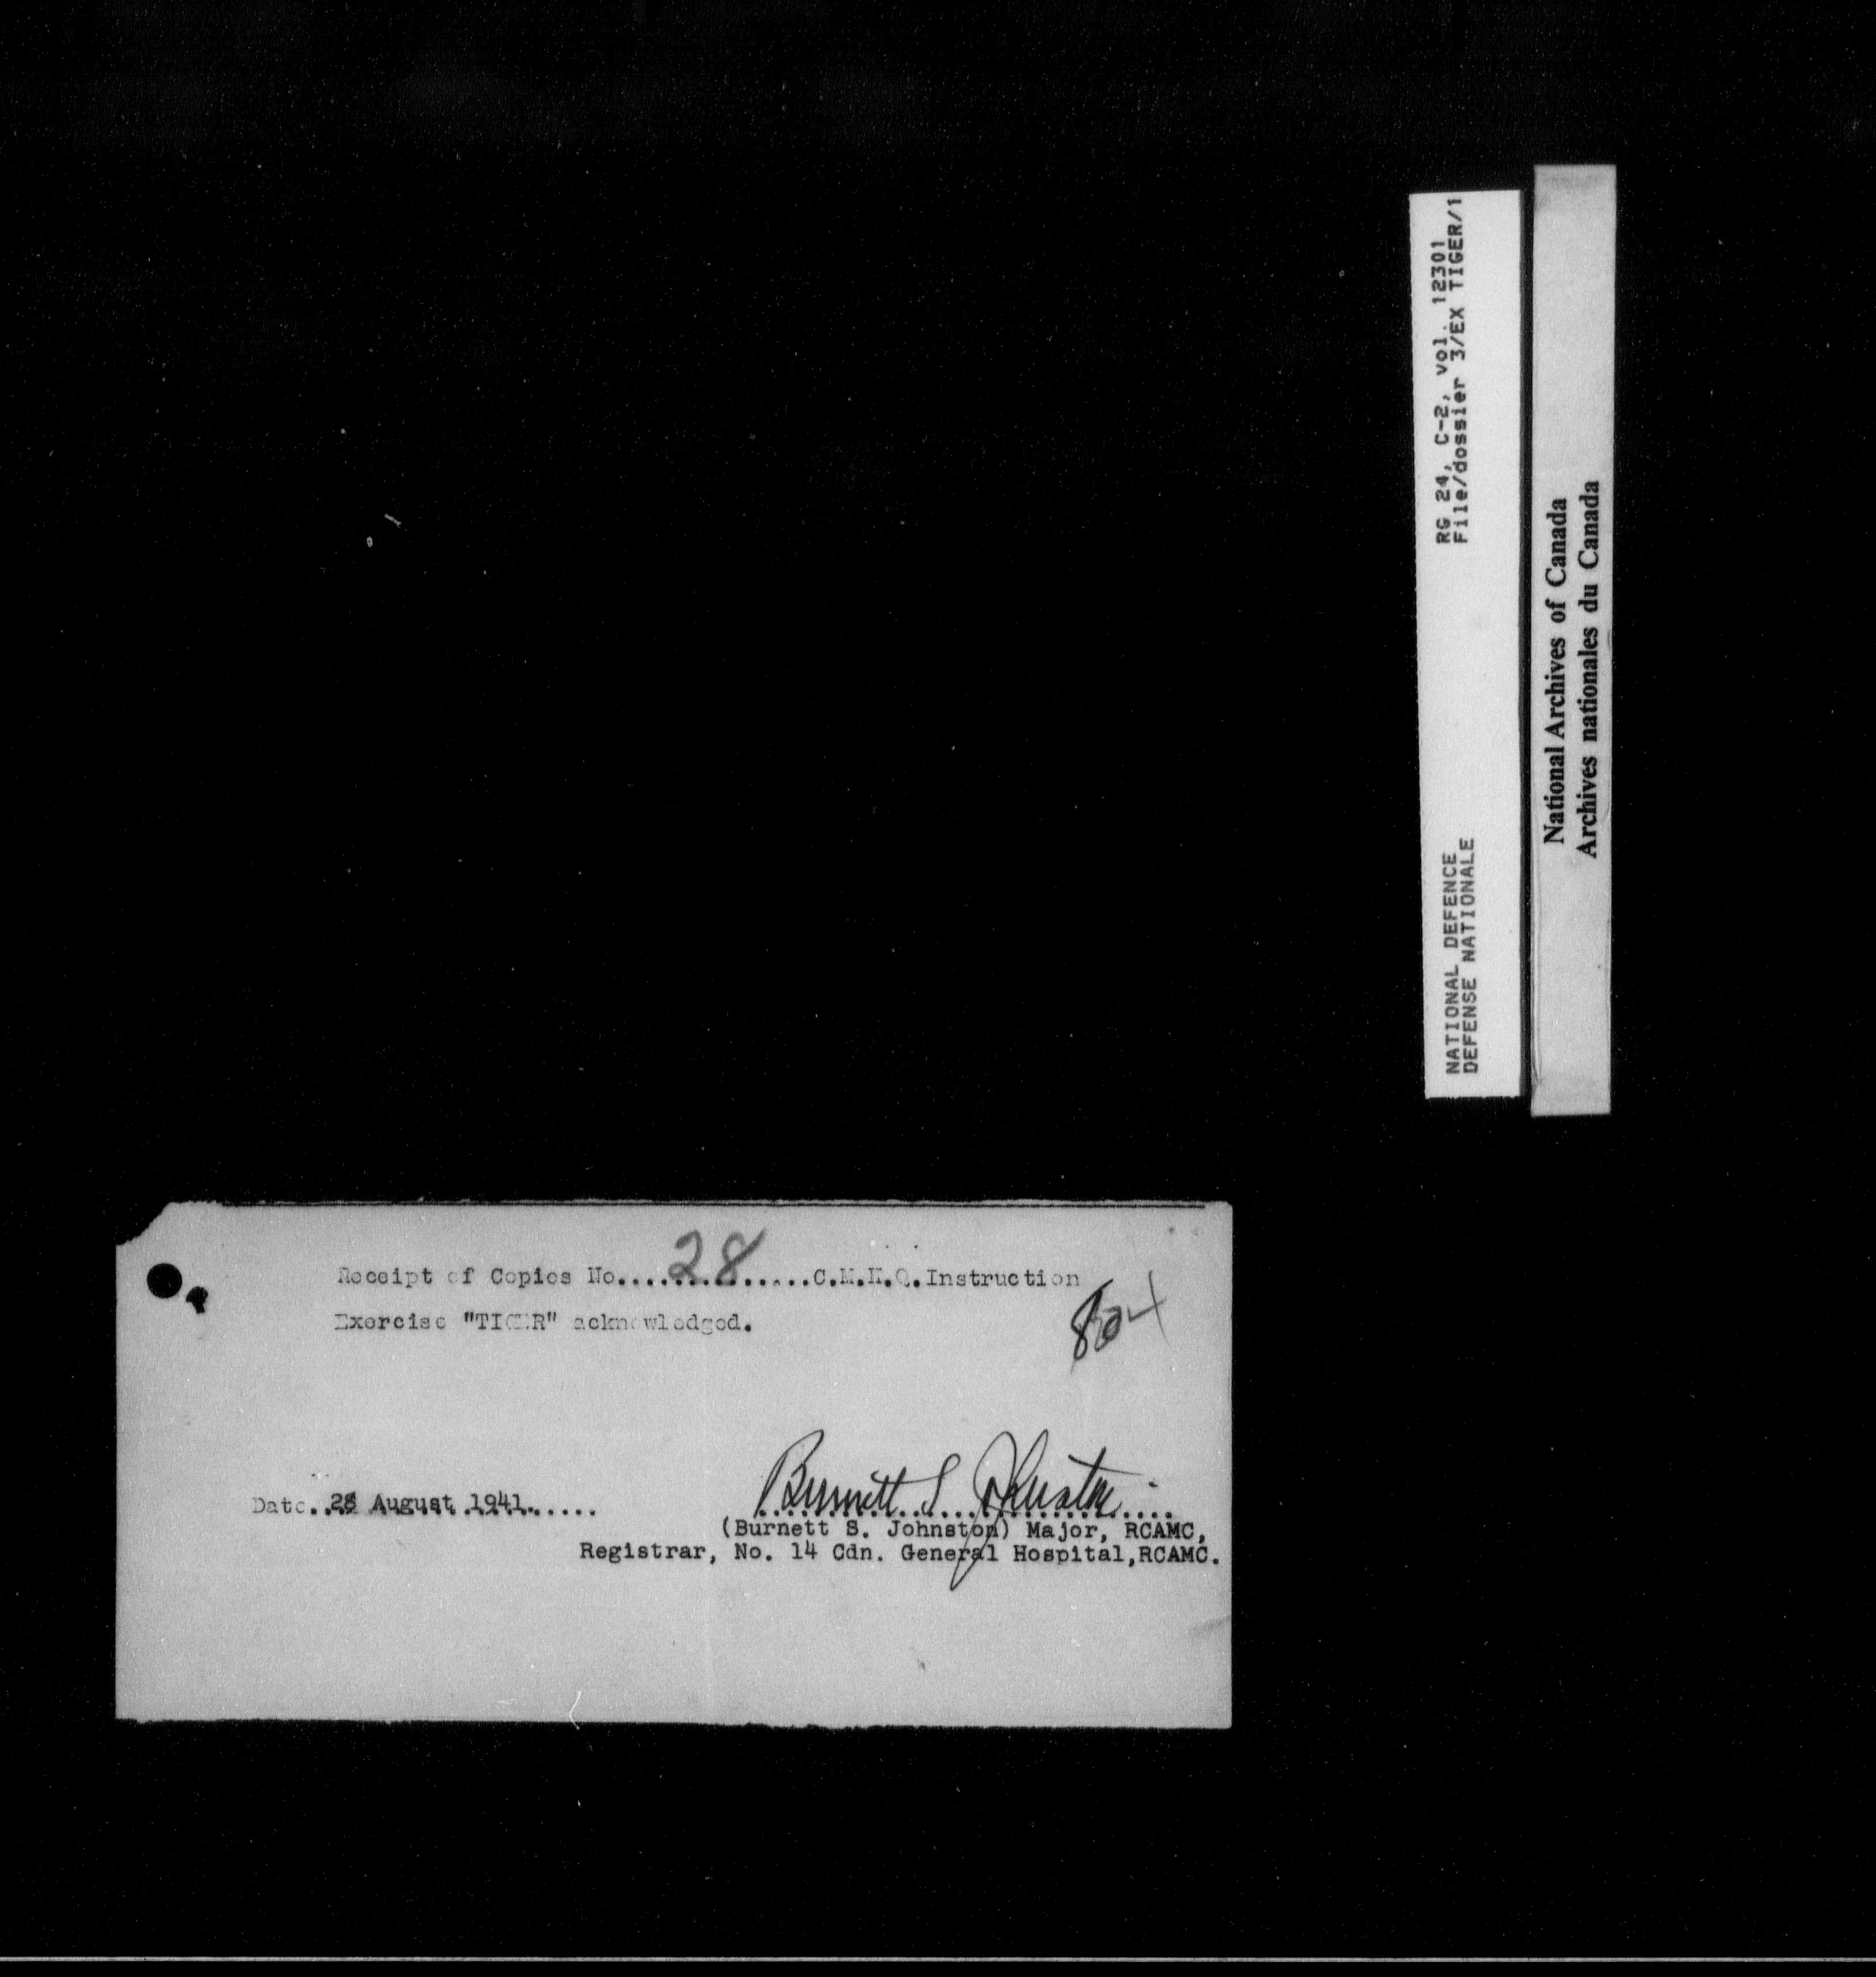 RG 24, C-2, vol. 12301
File/dossier 3/EX TIGER/1
NATIONAL DEFENCE
DEFENSE NATIONALE
National Archives of Canada
Archives nationales du Canada
Receipt of Copies No....28..........C.M.H.Q. Instruction
Exercise "TIGER" acknowledged.
Date..28 August 1941......
Burnett S Johnston
(Burnett S. Johnston) Major, RCAMC,
Registrar, No. 14 Cdn. General Hospital,RCAMC.